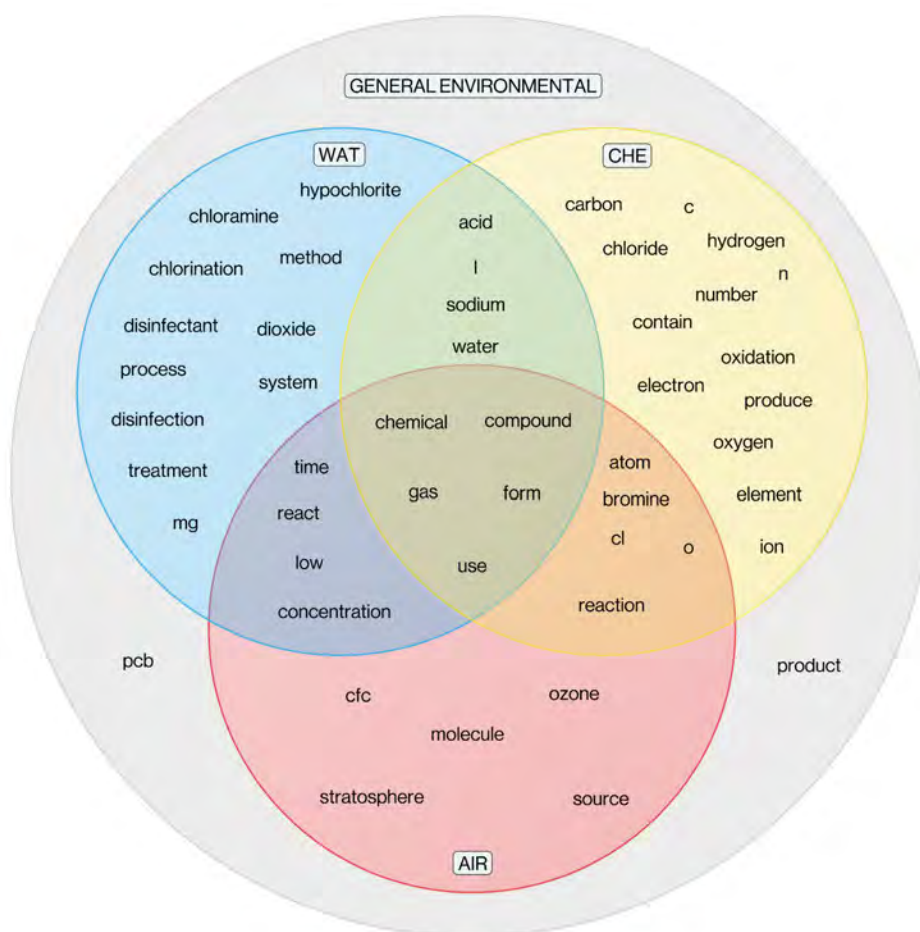 GENERAL ENVIRONMENTAL
WAT
CHE
hypochlorite
chloramine
method
chlorination
disinfectant
dioxide
process
system
disinfection
treatment
mg
acid
l
sodium
water
carbon
c
chloride
hydrogen
n
number
contain
oxidation
electron
produce
oxygen
element
ion
chemical
compound
gas
form
use
time
react
low
concentration
atom
bromine
cl
o
reaction
pcb
product
cfc
ozone
molecule
stratosphere
source
AIR